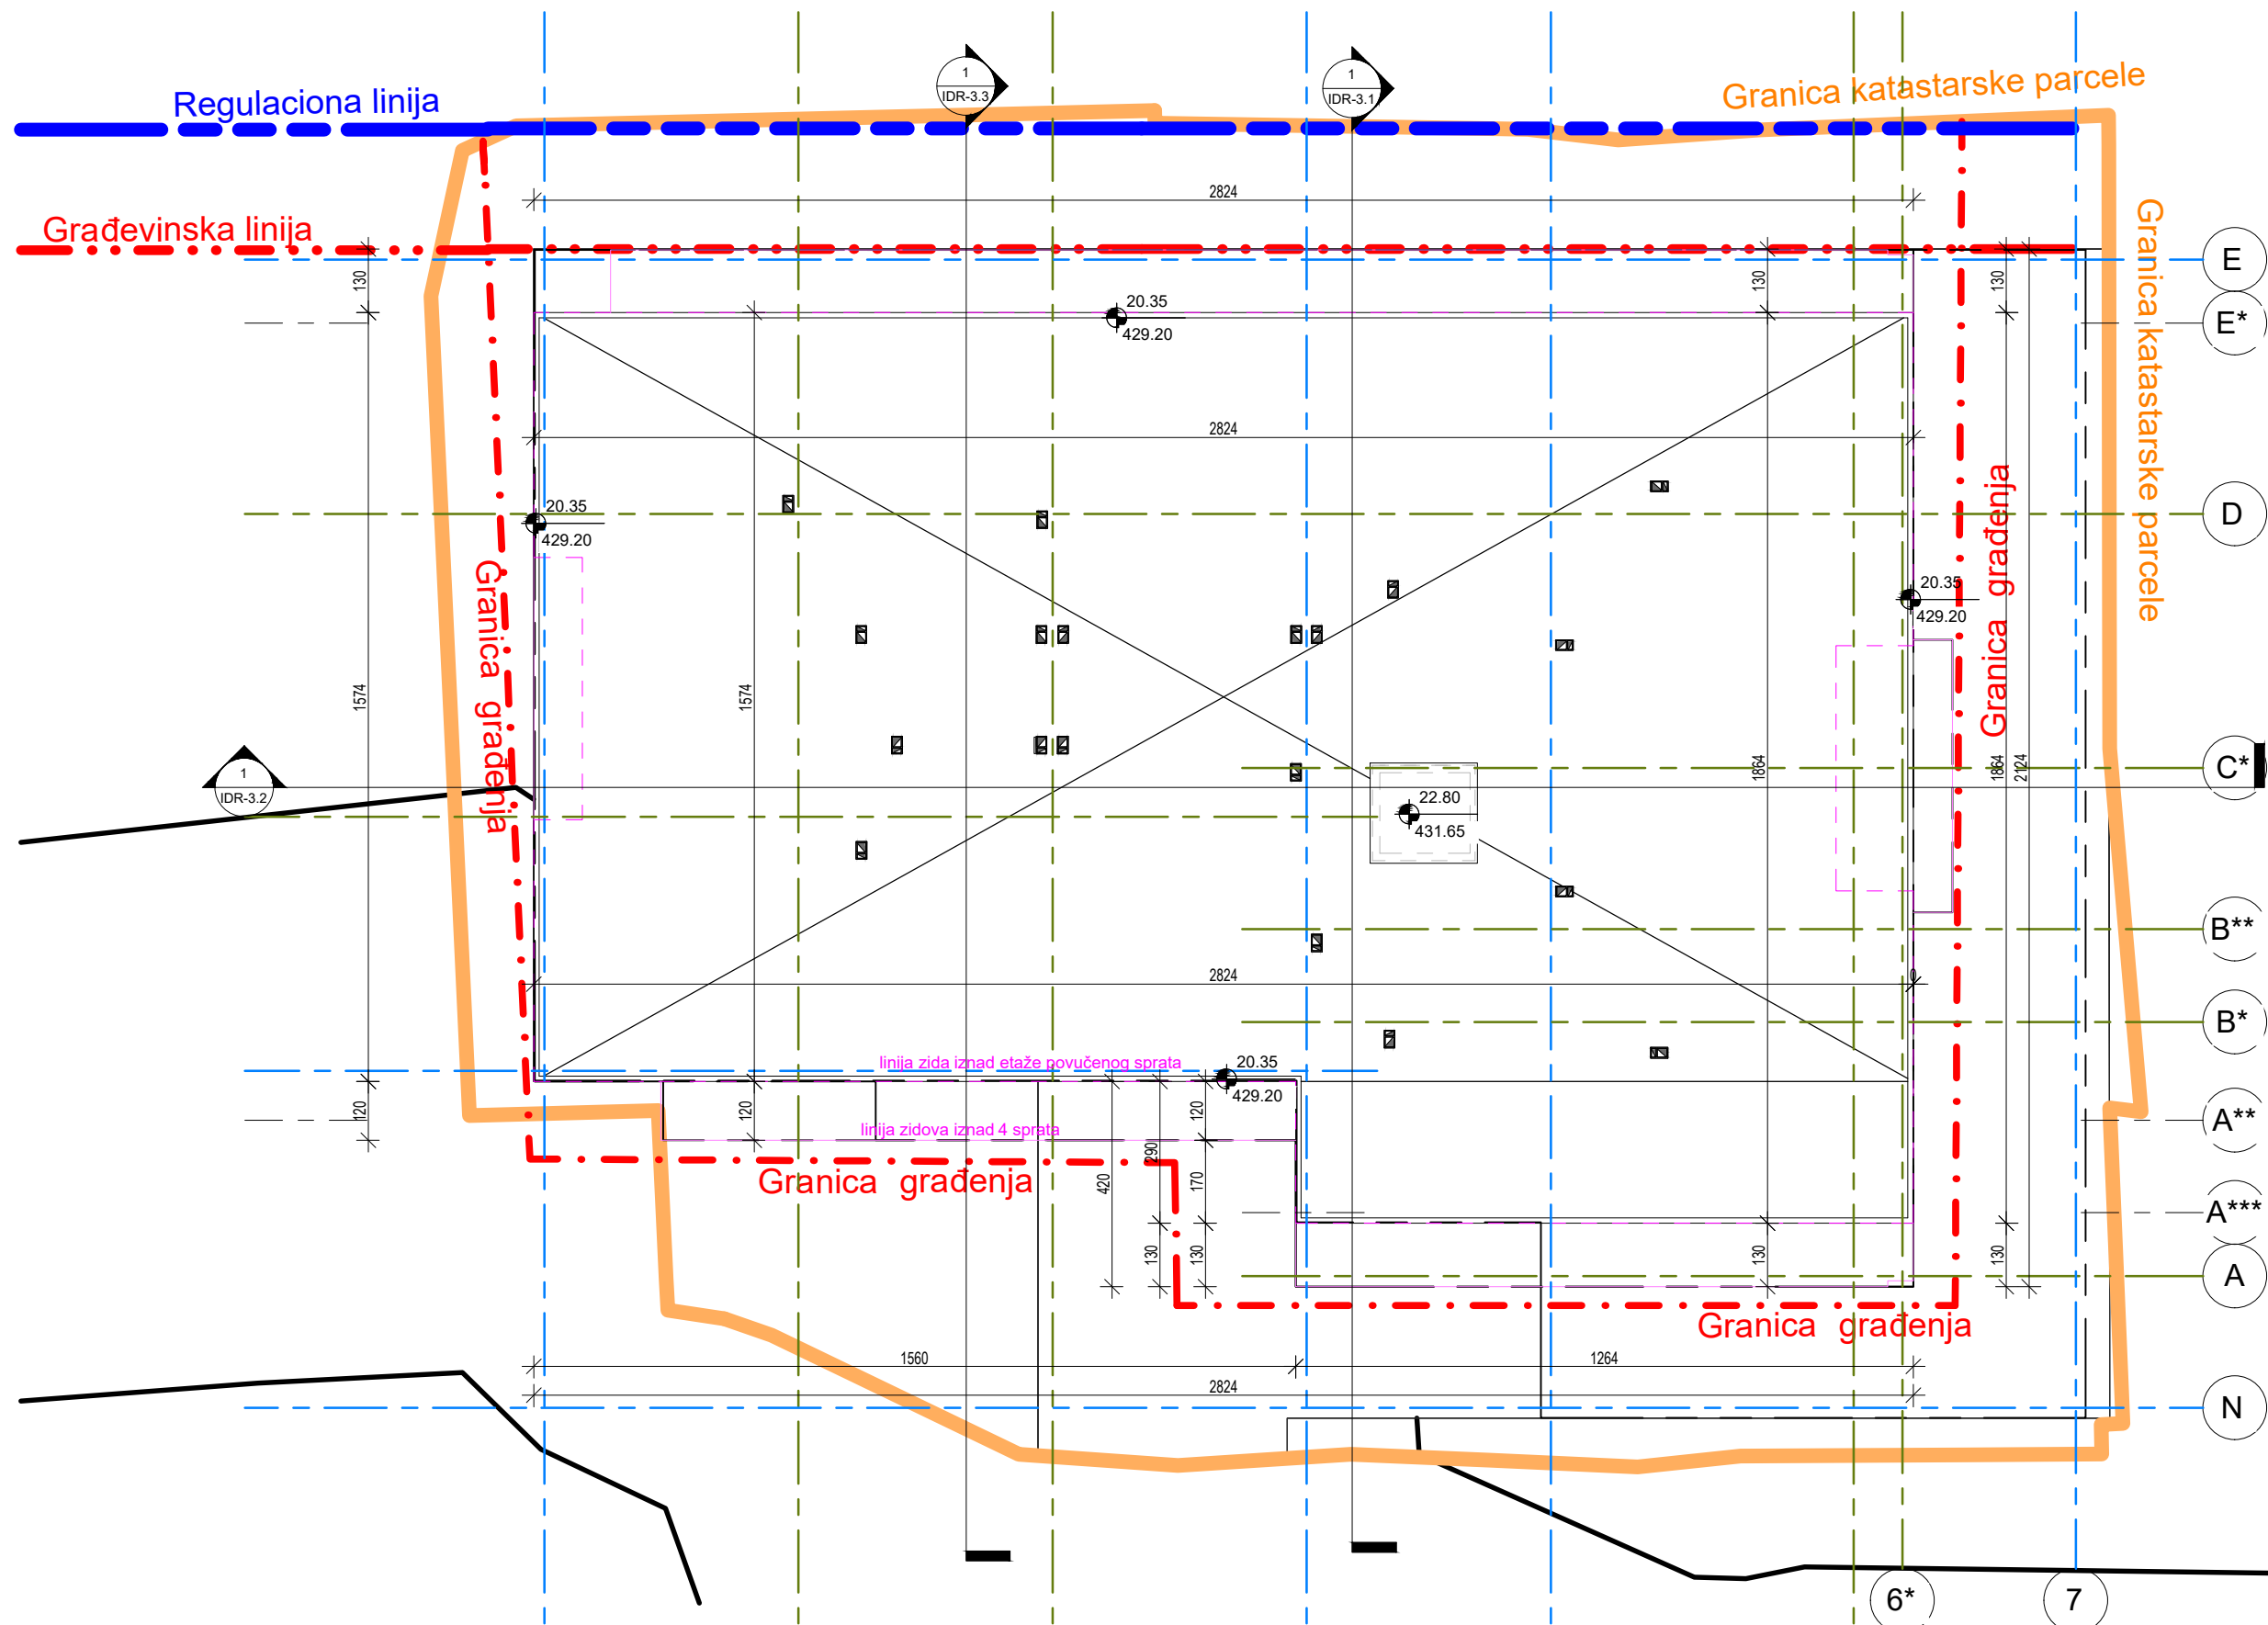 1
IDR-3.3
1
IDR-3.1
Granica katastarske parcele
Regulaciona linija
2824
Građevinska linija
Granica katastarske parcele
E
130
130
130
20.35
429.20
E*
2824
20.35
429.20
D
Granica građenja
Granica građenja
20.35
429.20
1574
1574
1864
1864
2124
C*
1
IDR-3.2
22.80
431.65
B**
2824
0
B*
linija zida iznad etaže povučenog sprata
20.35
429.20
120
120
120
A**
linija zidova iznad 4 sprata
290
Granica građenja
420
170
A***
130
130
130
130
A
Granica građenja
1560
1264
2824
N
6*
7